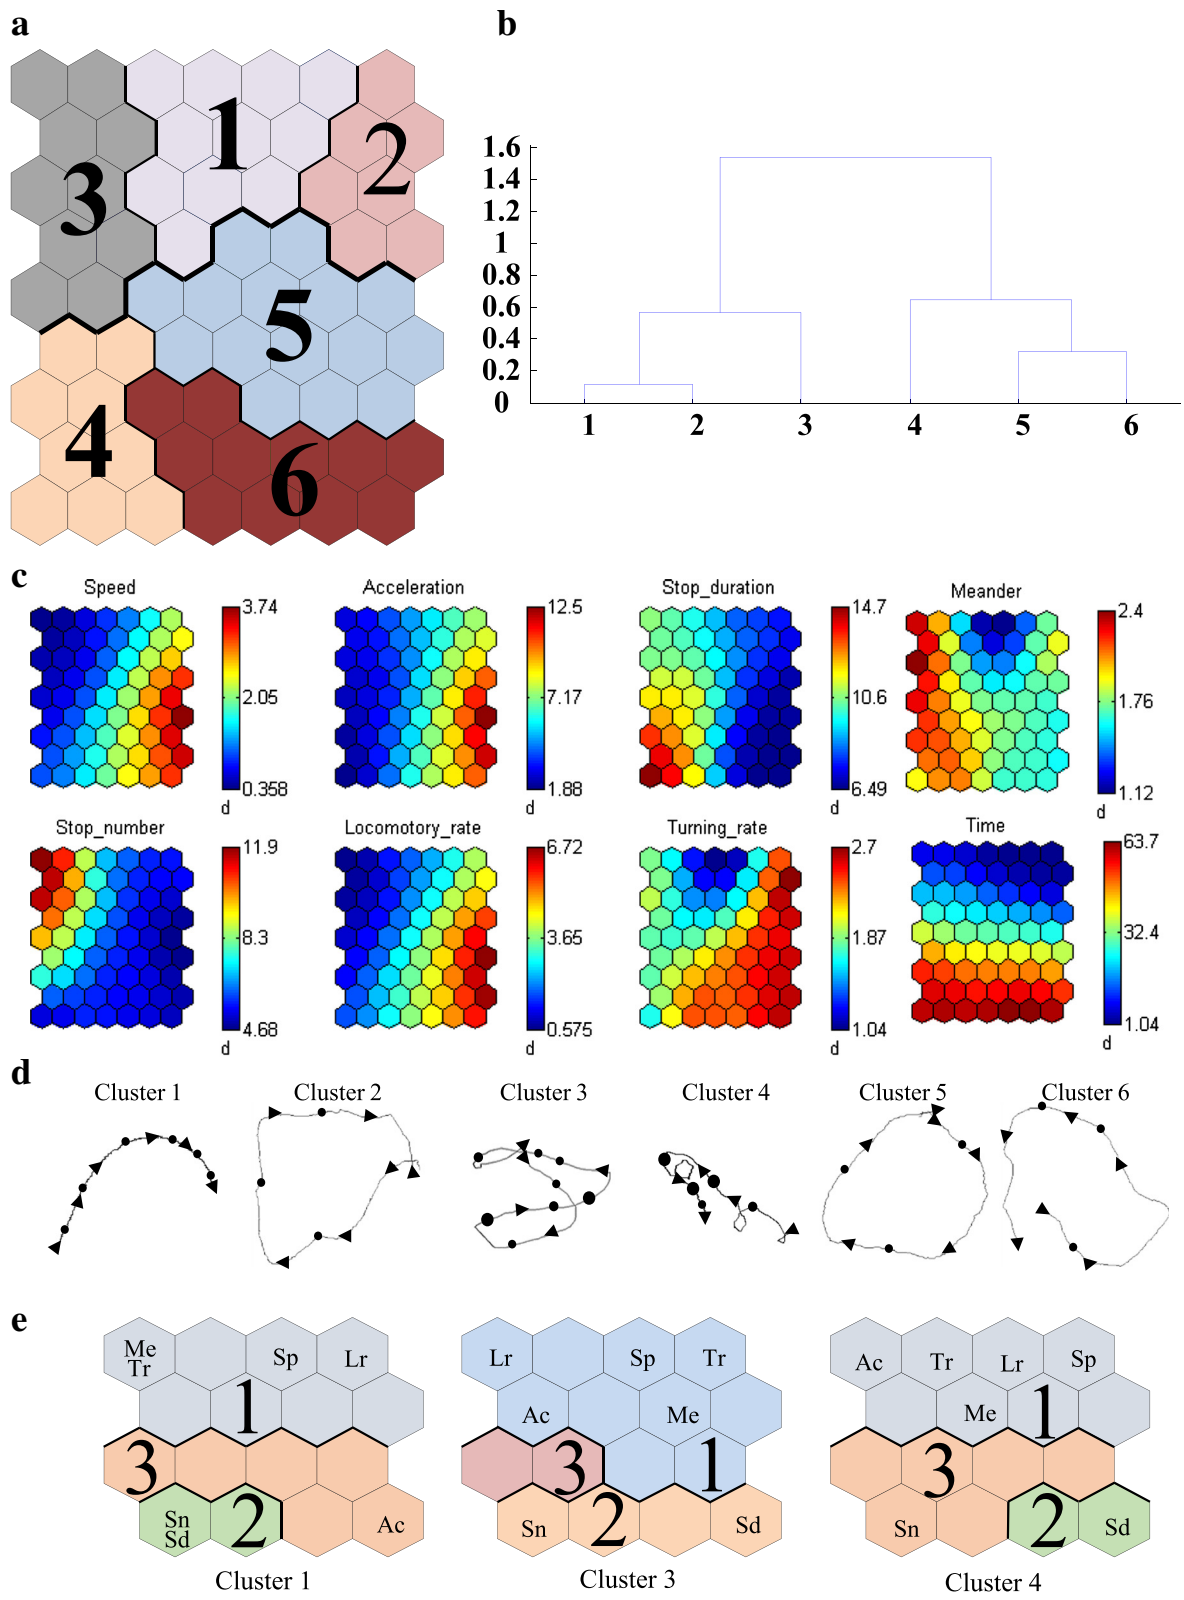 a
b
1
2
3
4
5
6
1.6
1.4
1.2
1
0.8
0.6
0.4
0.2
0
1 2 3 4 5 6
c
Speed
3.74
2.05
0.358
d
Acceleration
12.5
7.17
1.88
d
Stop_duration
14.7
10.6
6.49
d
Meander
2.4
1.76
1.12
d
Stop_number
11.9
8.3
4.68
d
Locomotory_rate
6.72
3.65
0.575
d
Turning_rate
2.7
1.87
1.04
d
Time
63.7
32.4
1.04
d
d
Cluster 1 Cluster 2 Cluster 3 Cluster 4 Cluster 5 Cluster 6
e
Me
Tr
Sp Lr
1
3
Sn
Sd
2
Ac
Cluster 1
Lr Sp Tr
Ac Me
3 1
Sn 2 Sd
Cluster 3
Ac Tr Lr Sp
Me 1
3
Sn 2 Sd
Cluster 4